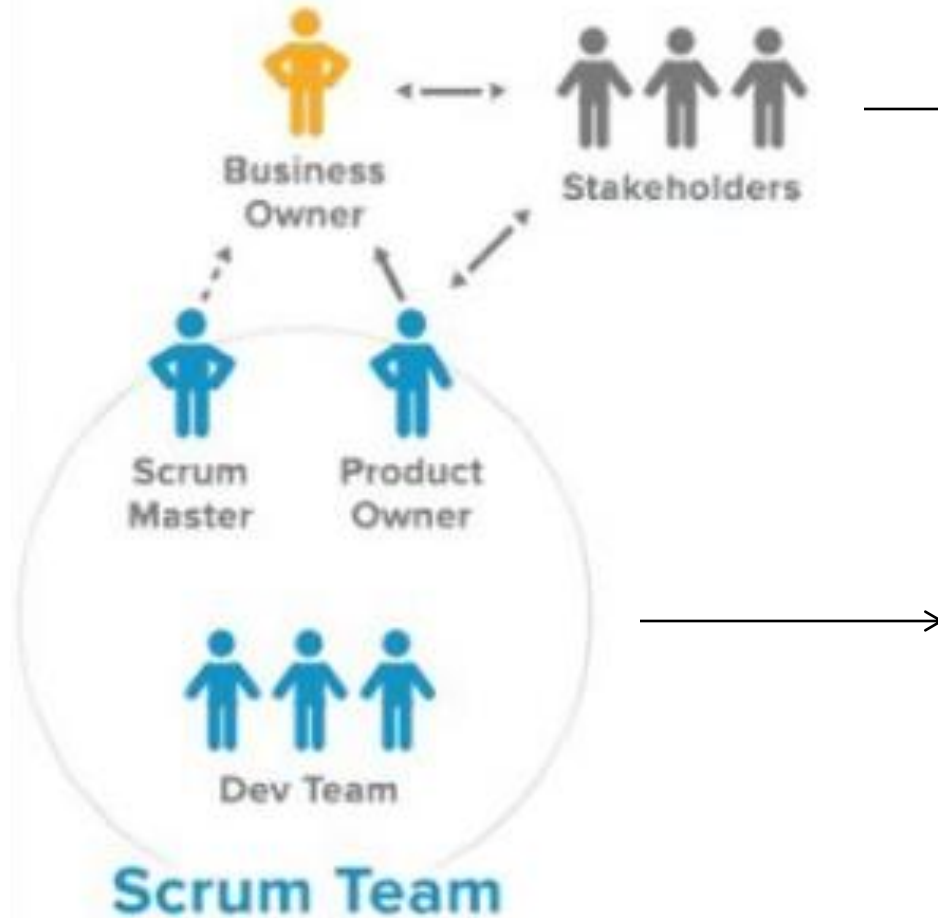 Business
Owner
Stakeholders
Scrum
Master
Product
Owner
Dev Team
Scrum Team